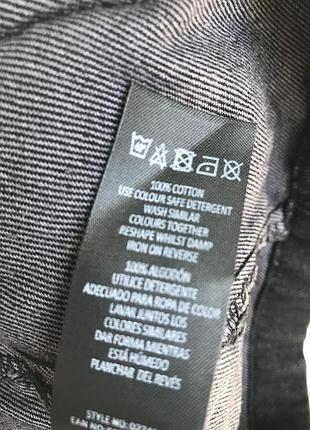 100% COTTON
USE COLOUR SAFE DETERGENT
WASH SIMILAR
COLOURS TOGETHER
RESHAPE WHILST DAMP
IRON ON REVERSE
100% ALGODÓN
UTILICE DETERGENTE
ADECUADO PARA ROPA DE COLOR
LAVAR JUNTOS LOS
COLORES SIMILARES
DAR FORMA MIENTRAS
ESTÁ HÚMEDO
PLANCHAR DEL REVÉS
STYLE NO:
EAN NO: